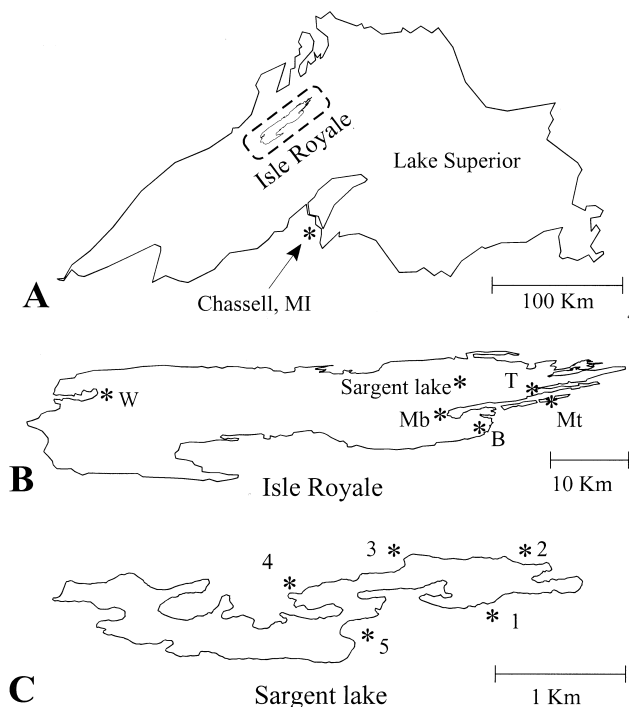 Isle Royale
Lake Superior
*
A
Chassell, MI
100 Km
Sargent lake *
T
*
* W
Mb *
*
Mt
*
B
B
Isle Royale
10 Km
3 *
* 2
4
*
*
1
*
5
C
Sargent lake
1 Km